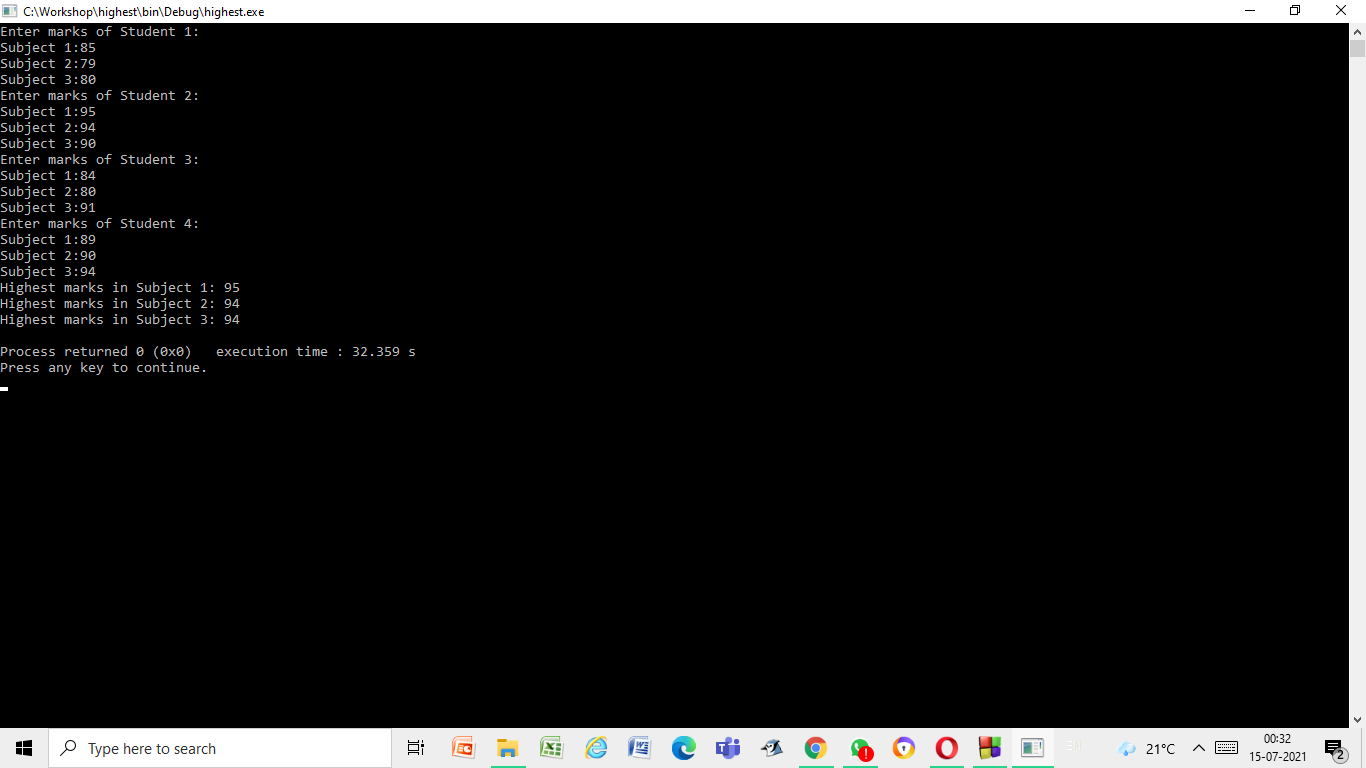 C:\Workshop\highest\bin\Debug\highest.exe
Enter marks of Student 1:
Subject 1:85
Subject 2:79
Subject 3:80
Enter marks of Student 2:
Subject 1:95
Subject 2:94
Subject 3:90
Enter marks of Student 3:
Subject 1:84
Subject 2:80
Subject 3:91
Enter marks of Student 4:
Subject 1:89
Subject 2:90
Subject 3:94
Highest marks in Subject 1: 95
Highest marks in Subject 2: 94
Highest marks in Subject 3: 94
Process returned 0 (0x0)   execution time : 32.359 s
Press any key to continue.
Type here to search
21°C
00:32
15-07-2021
2